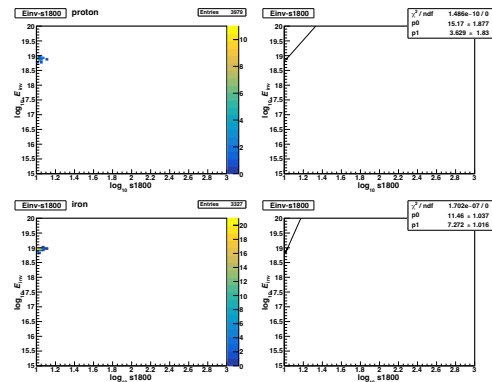 Einv-s1800 proton
Entries 3979
log₁₀ E_inv
20
19.5
19
18.5
18
17.5
17
16.5
16
15.5
15
1 1.2 1.4 1.6 1.8 2 2.2 2.4 2.6 2.8 3
log₁₀ s1800
10
8
6
4
2
0
Einv-s1800
χ² / ndf 1.486e-10 / 0
p0 15.17 ± 1.877
p1 3.629 ± 1.83
log₁₀ E_inv
20
19.5
19
18.5
18
17.5
17
16.5
16
15.5
15
1 1.2 1.4 1.6 1.8 2 2.2 2.4 2.6 2.8 3
log₁₀ s1800
Einv-s1800 iron
Entries 3327
log₁₀ E_inv
20
19.5
19
18.5
18
17.5
17
16.5
16
15.5
15
1 1.2 1.4 1.6 1.8 2 2.2 2.4 2.6 2.8 3
log₁₀ s1800
20
18
16
14
12
10
8
6
4
2
0
Einv-s1800
χ² / ndf 1.702e-07 / 0
p0 11.46 ± 1.037
p1 7.272 ± 1.016
log₁₀ E_inv
20
19.5
19
18.5
18
17.5
17
16.5
16
15.5
15
1 1.2 1.4 1.6 1.8 2 2.2 2.4 2.6 2.8 3
log₁₀ s1800